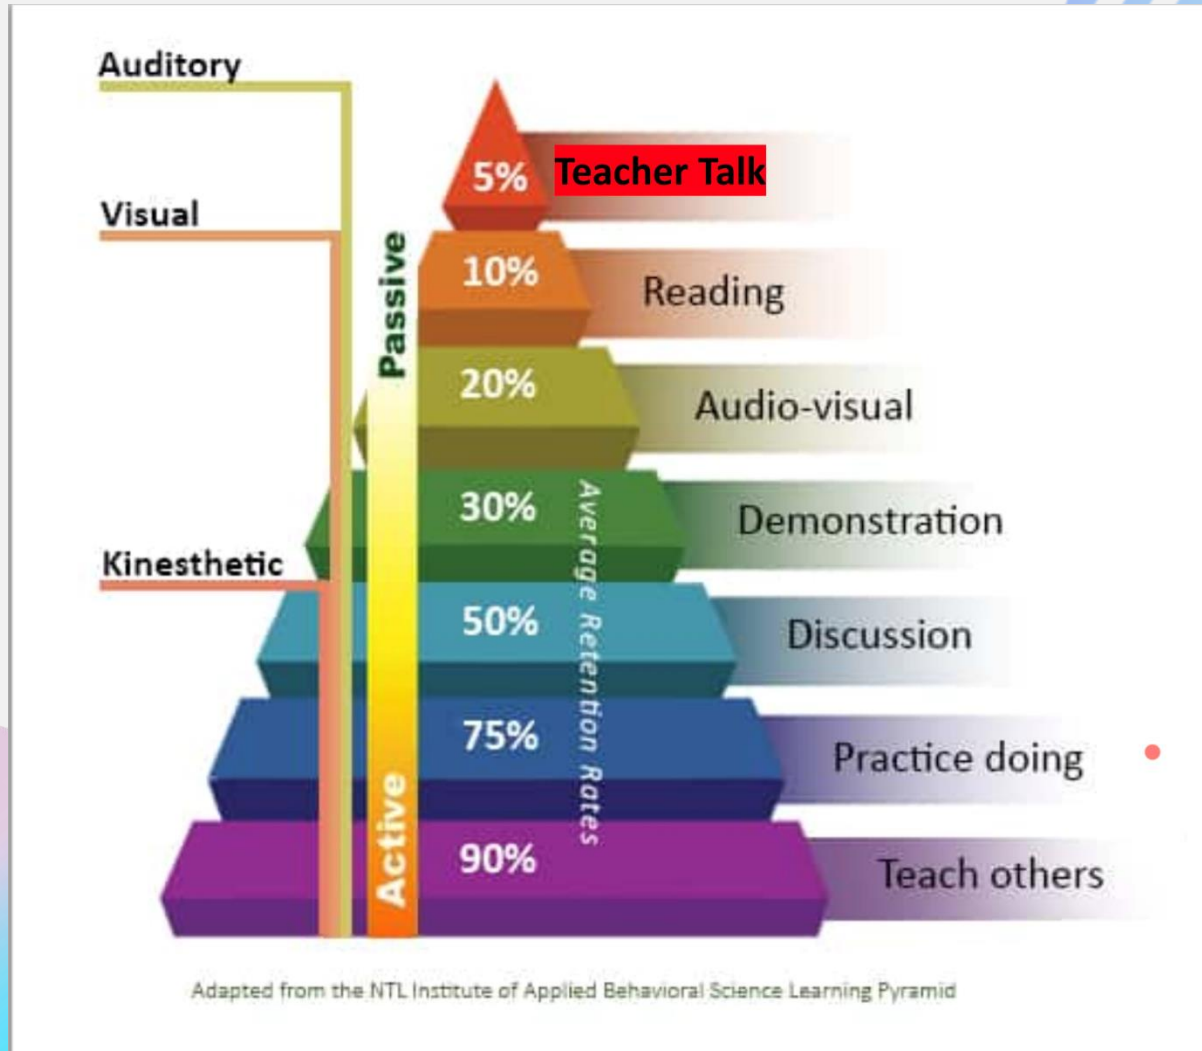 Auditory
5% Teacher Talk
Visual
Passive
10% Reading
20% Audio-visual
30% Demonstration
Average Retention Rates
Kinesthetic
50% Discussion
75% Practice doing
Active
90% Teach others
Adapted from the NTL Institute of Applied Behavioral Science Learning Pyramid